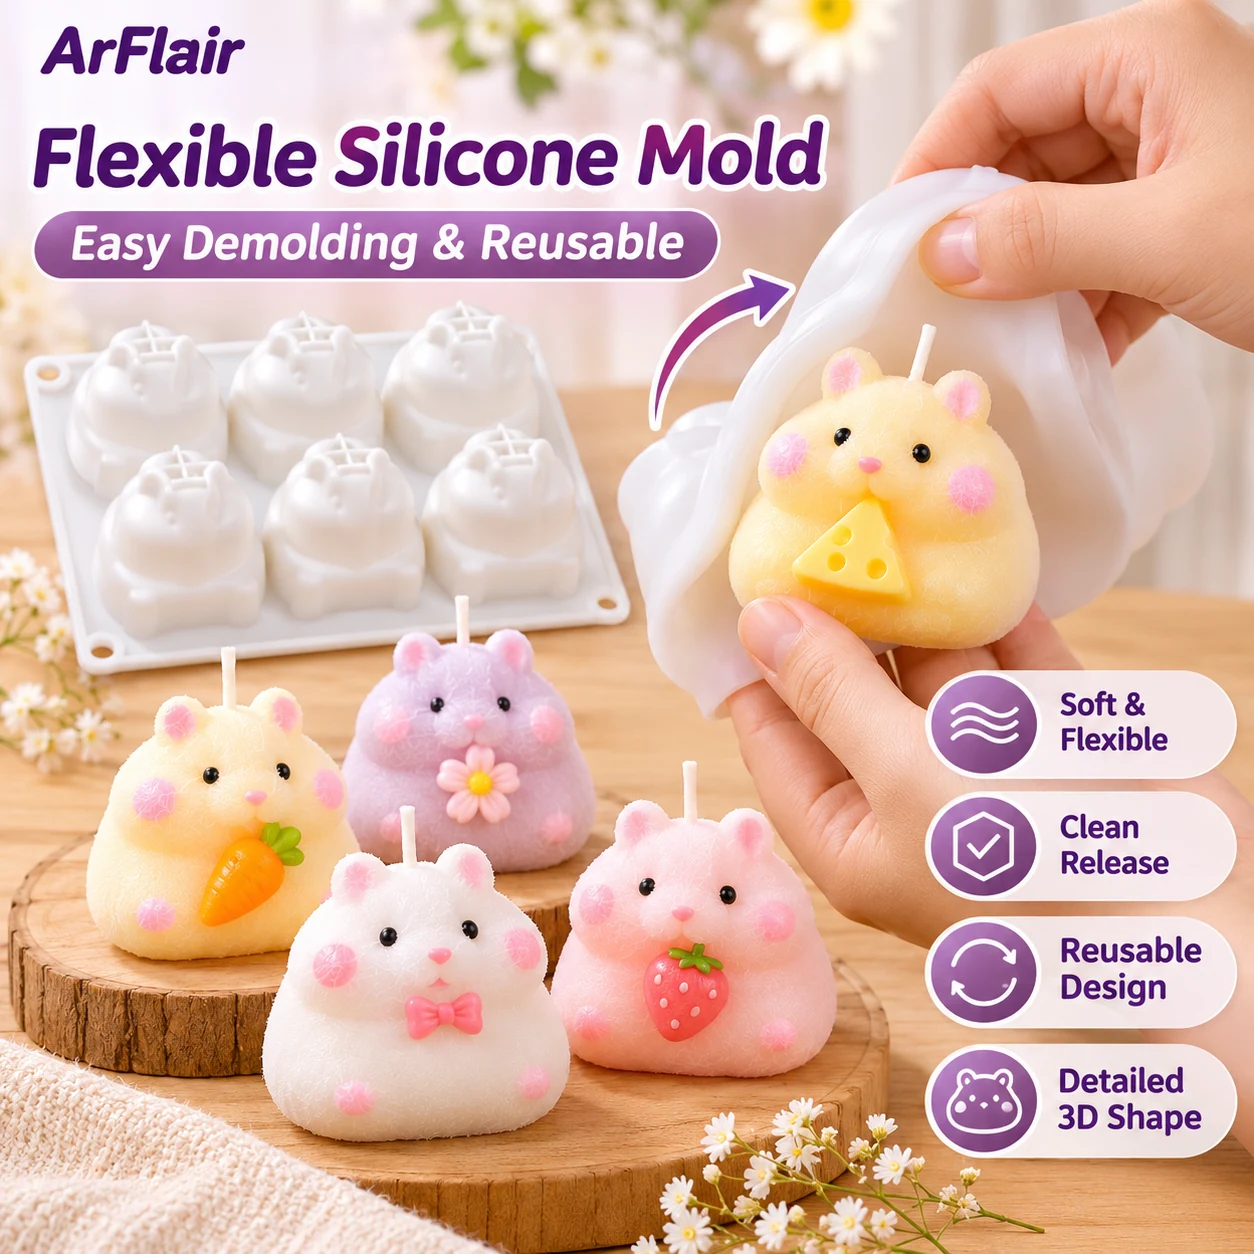 ArFlair
Flexible Silicone Mold
Easy Demolding & Reusable
Soft &
Flexible
Clean
Release
Reusable
Design
Detailed
3D Shape